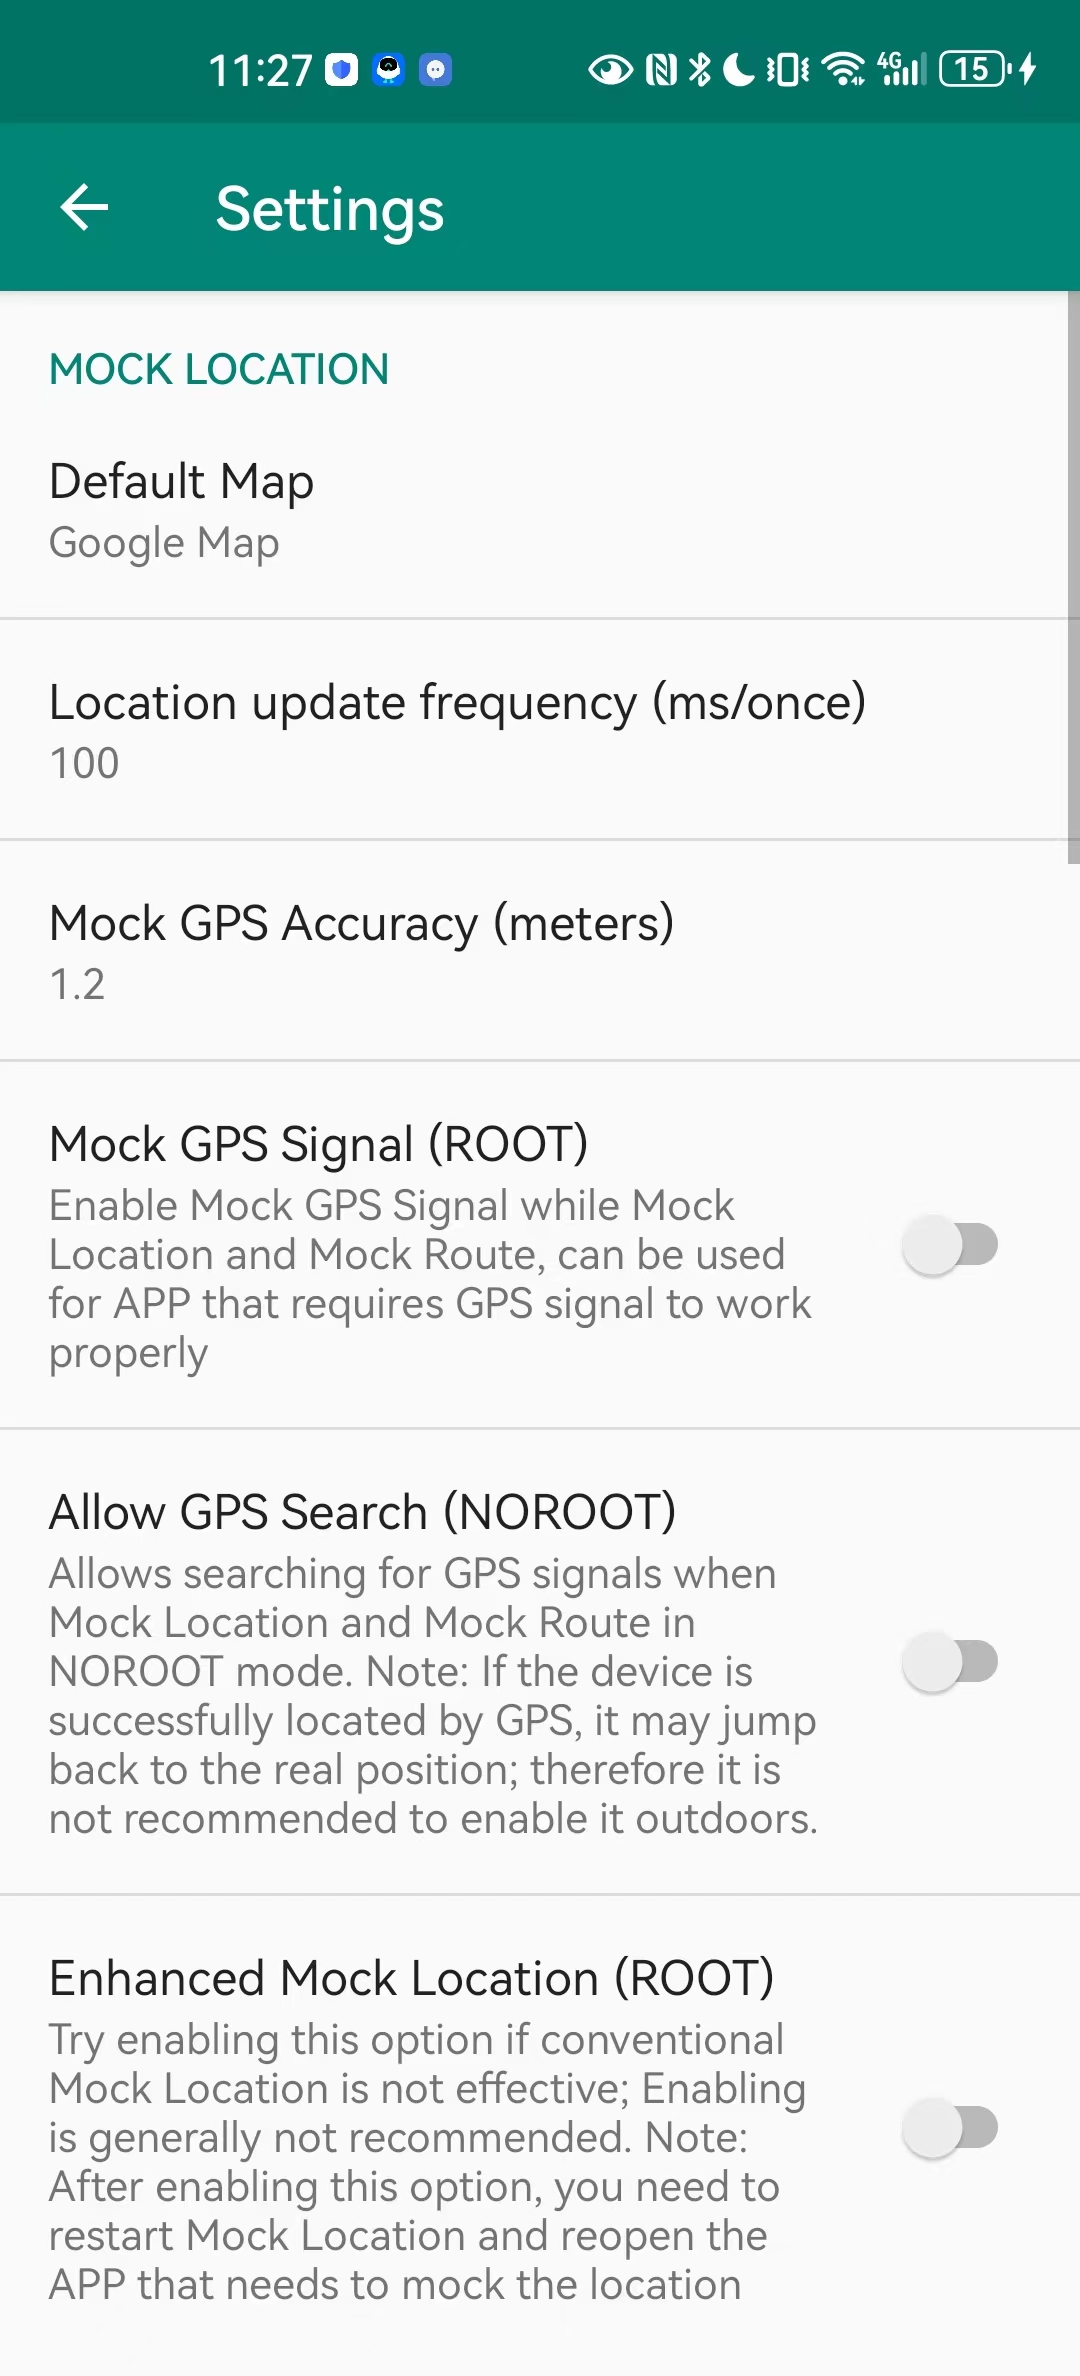 11:27 4G 15
Settings
MOCK LOCATION
Default Map
Google Map
Location update frequency (ms/once)
100
Mock GPS Accuracy (meters)
1.2
Mock GPS Signal (ROOT)
Enable Mock GPS Signal while Mock
Location and Mock Route, can be used
for APP that requires GPS signal to work
properly
Allow GPS Search (NOROOT)
Allows searching for GPS signals when
Mock Location and Mock Route in
NOROOT mode. Note: If the device is
successfully located by GPS, it may jump
back to the real position; therefore it is
not recommended to enable it outdoors.
Enhanced Mock Location (ROOT)
Try enabling this option if conventional
Mock Location is not effective; Enabling
is generally not recommended. Note:
After enabling this option, you need to
restart Mock Location and reopen the
APP that needs to mock the location